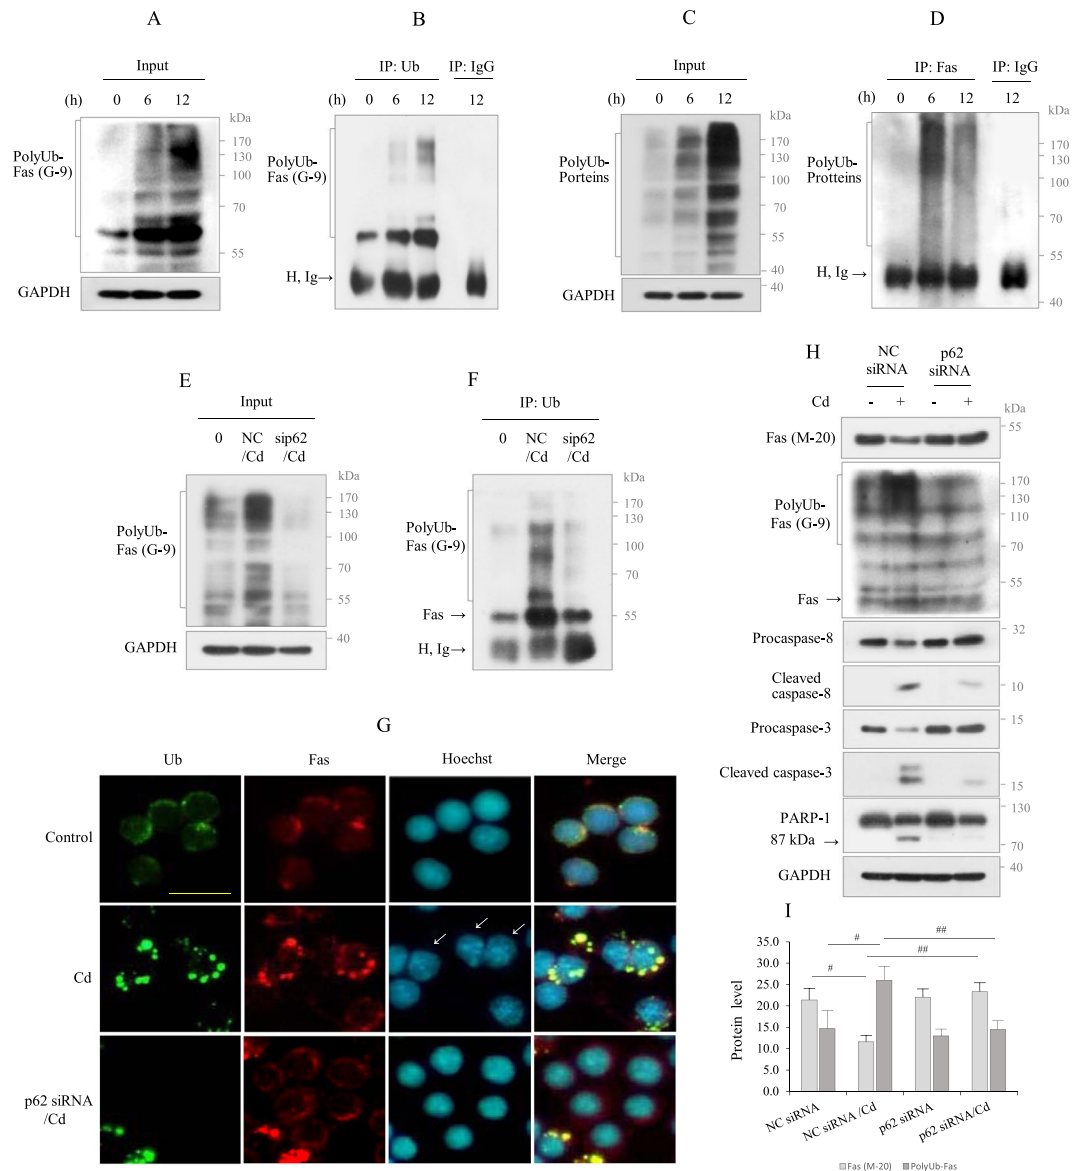 A
Input
(h) 0 6 12
kDa
PolyUb-
Fas (G-9)
170
130
100
70
55
GAPDH
40
B
IP: Ub IP: IgG
0 6 12 12
PolyUb-
Fas (G-9)
H, Ig→
C
Input
(h) 0 6 12
kDa
PolyUb-
Porteins
170
130
100
70
55
40
GAPDH
40
D
IP: Fas IP: IgG
(h) 0 6 12 12
kDa
PolyUb-
Protteins
170
130
100
70
55
H, Ig→
40
E
Input
0 NC sip62
/Cd /Cd
kDa
PolyUb-
Fas (G-9)
170
130
100
70
55
GAPDH
40
F
IP: Ub
0 NC sip62
/Cd /Cd
kDa
PolyUb-
Fas (G-9)
170
130
100
70
Fas → 55
H, Ig→
40
H
NC p62
siRNA siRNA
Cd - + - +
kDa
Fas (M-20) 55
PolyUb-
Fas (G-9)
170
130
110
70
55
Fas →
Procaspase-8 32
Cleaved
caspase-8 10
Procaspase-3 15
Cleaved caspase-3 15
PARP-1 130
87 kDa → 70
GAPDH 40
G
Ub Fas Hoechst Merge
Control
Cd
p62 siRNA
/Cd
I
Protein level
35.0
30.0
25.0
20.0
15.0
10.0
5.0
0.0
# ##
# ##
NC siRNA NC siRNA /Cd p62 siRNA p62 siRNA/Cd
Fas (M-20) PolyUb-Fas